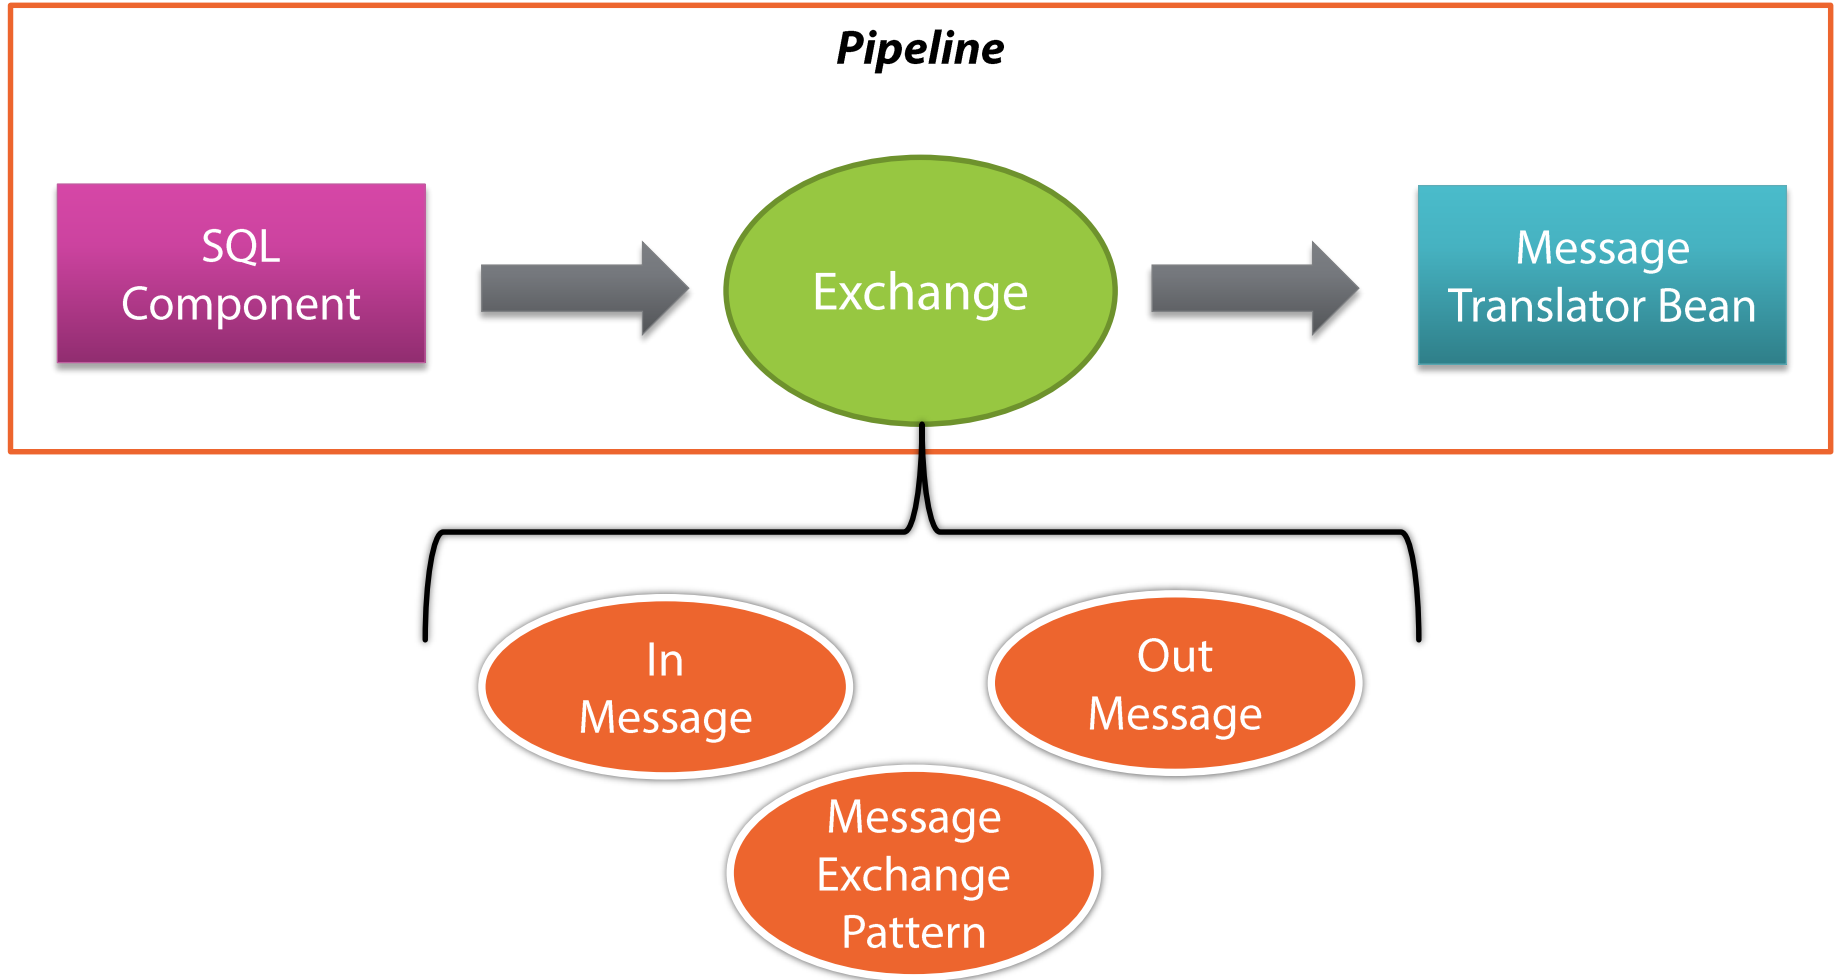 Pipeline
SQL
Component
Exchange
Message
Translator Bean
In
Message
Out
Message
Message
Exchange
Pattern